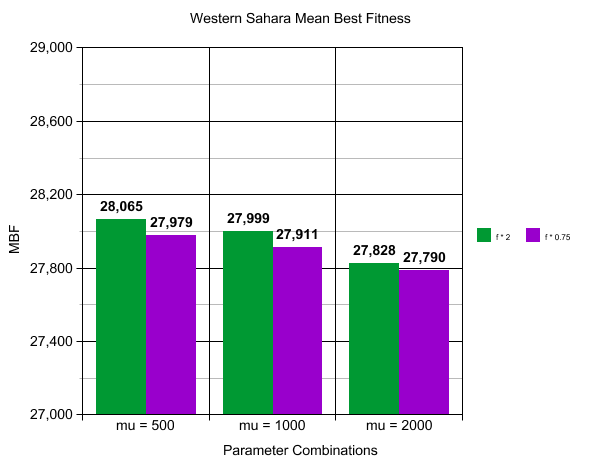 Western Sahara Mean Best Fitness
29,000
28,600
28,200
27,800
27,400
27,000
MBF
28,065
27,979
27,999
27,911
27,828
27,790
mu = 500
mu = 1000
mu = 2000
Parameter Combinations
f * 2
f * 0.75